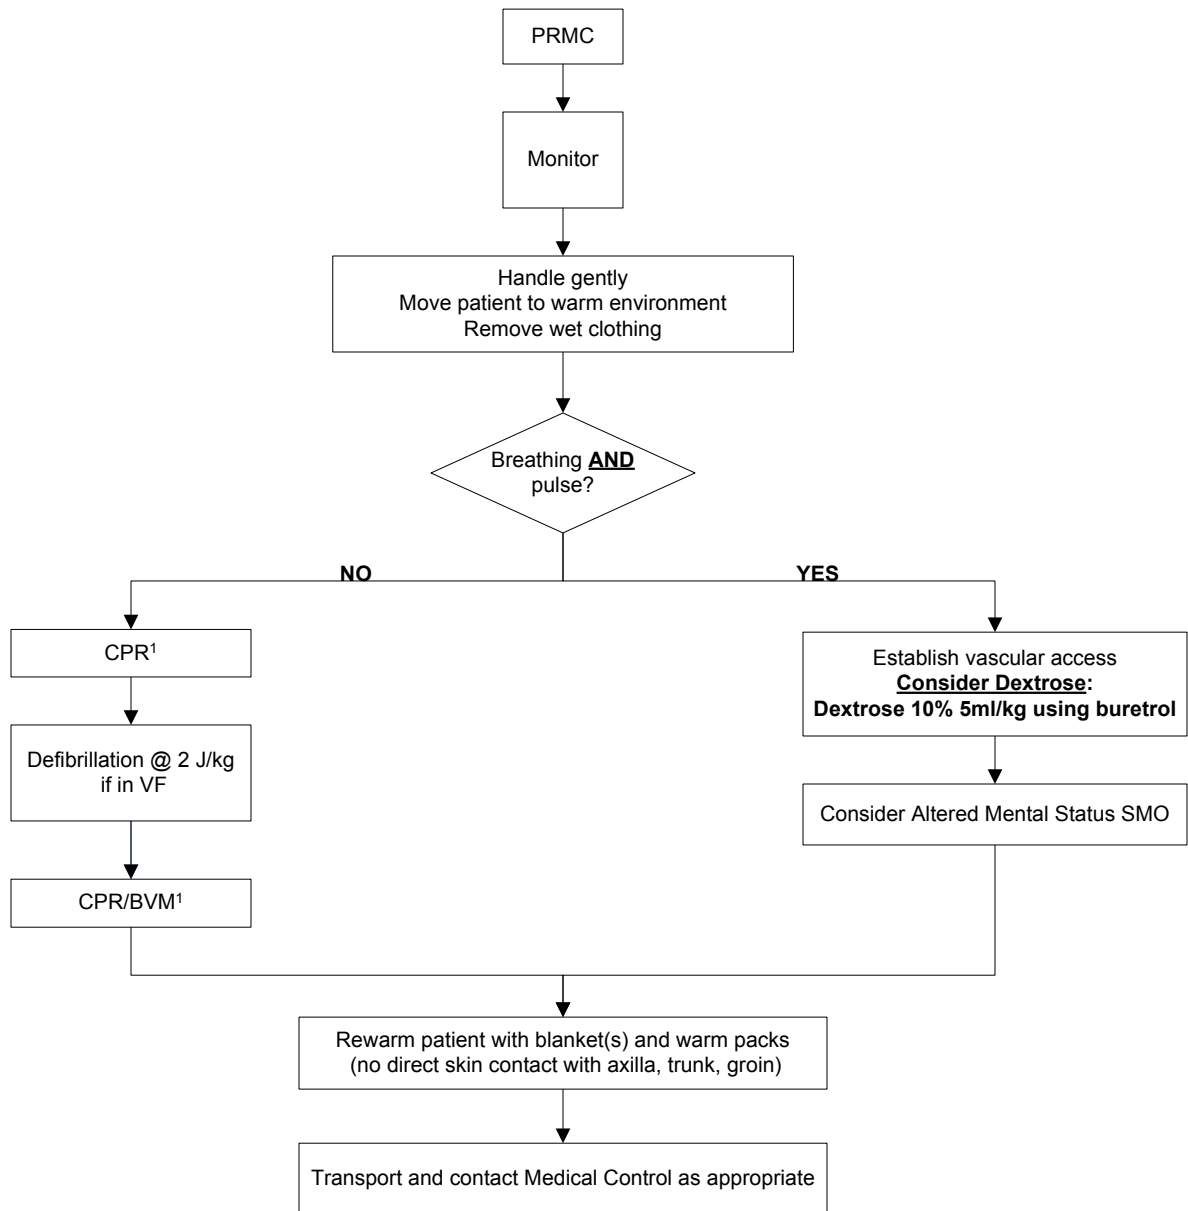 PRMC
Monitor
Handle gently
Move patient to warm environment
Remove wet clothing
Breathing AND
pulse?
NO
YES
CPR¹
Defibrillation @ 2 J/kg
if in VF
CPR/BVM¹
Establish vascular access
Consider Dextrose:
Dextrose 10% 5ml/kg using buretrol
Consider Altered Mental Status SMO
Rewarm patient with blanket(s) and warm packs
(no direct skin contact with axilla, trunk, groin)
Transport and contact Medical Control as appropriate